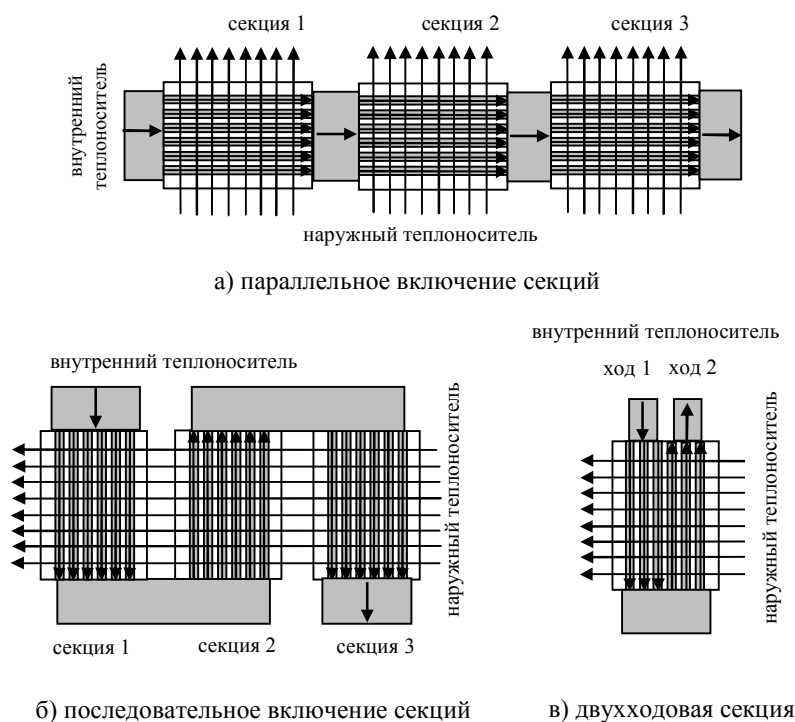 секция 1
секция 2
секция 3
внутренний
теплоноситель
наружный теплоноситель
а) параллельное включение секций
внутренний теплоноситель
наружный теплоноситель
секция 1
секция 2
секция 3
б) последовательное включение секций
внутренний теплоноситель
ход 1
ход 2
наружный теплоноситель
в) двухходовая секция